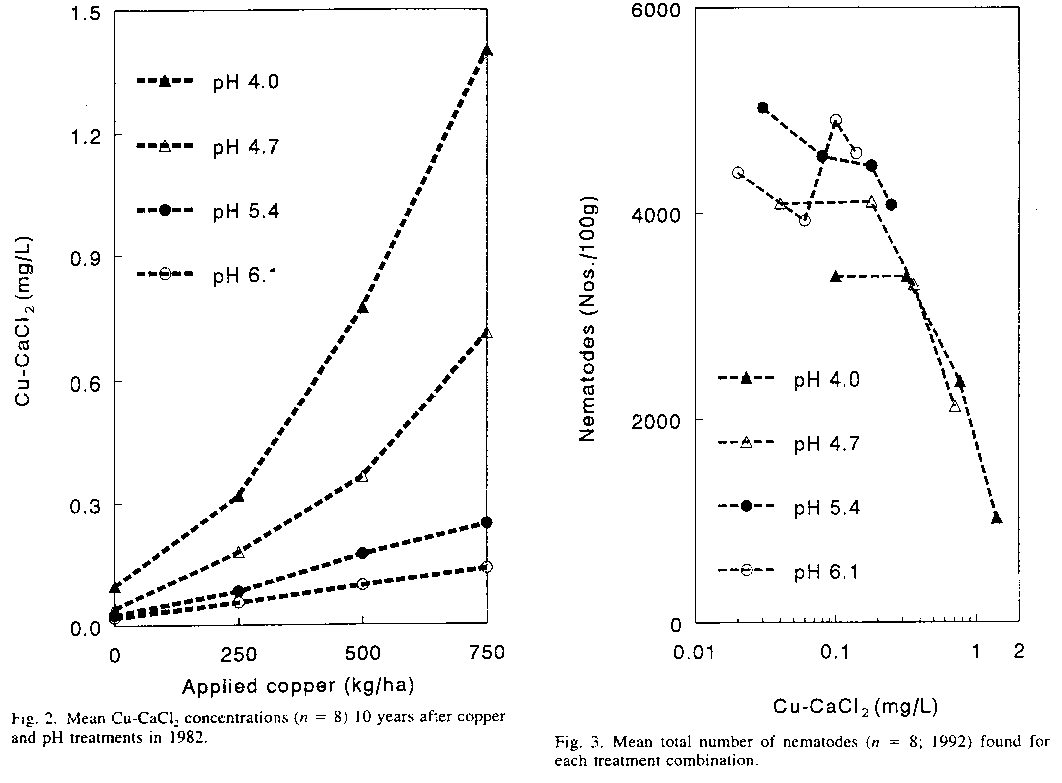 1.5
1.2
0.9
0.6
0.3
0.0
Cu-CaCl2 (mg/L)
pH 4.0
pH 4.7
pH 5.4
pH 6.
0 250 500 750
Applied copper (kg/ha)
Fig. 2. Mean Cu-CaCl2 concentrations (n = 8) 10 years after copper
and pH treatments in 1982.
6000
4000
2000
0
Nematodes (Nos./100g)
pH 4.0
pH 4.7
pH 5.4
pH 6.1
0.01 0.1 1 2
Cu-CaCl2 (mg/L)
Fig. 3. Mean total number of nematodes (n = 8; 1992) found for
each treatment combination.